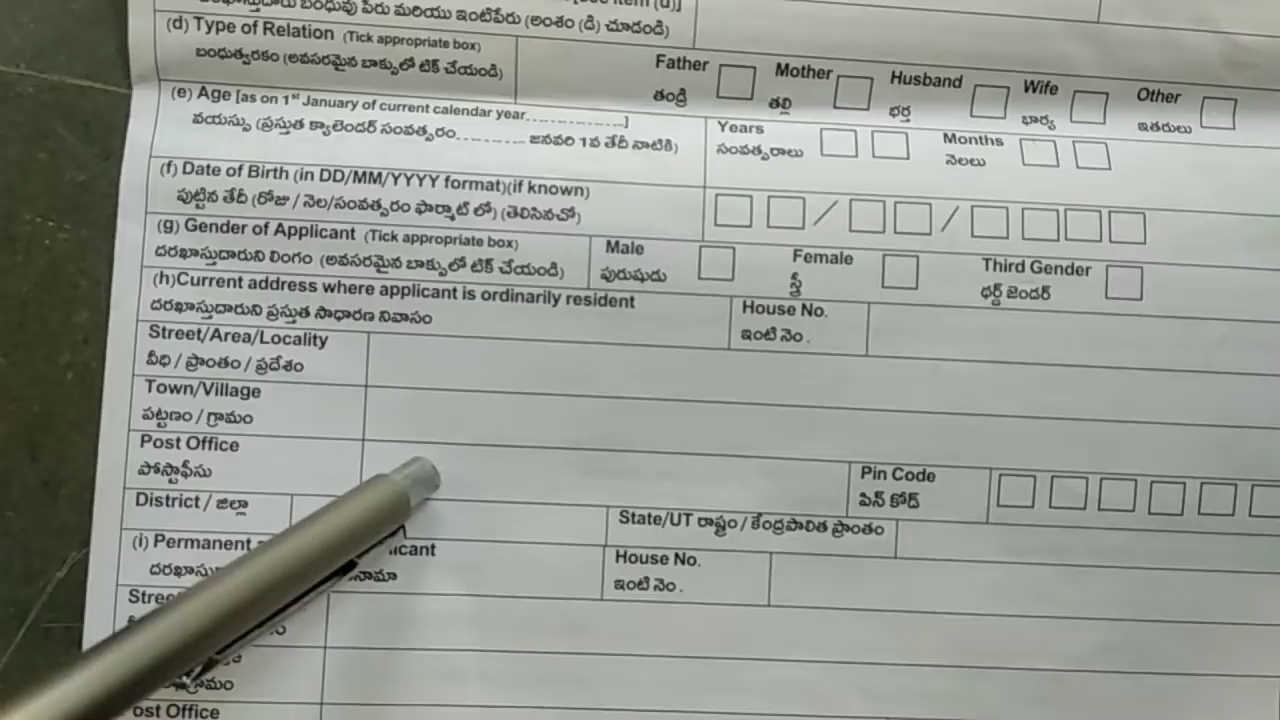 దరఖాస్తుదారు బంధువు పేరు మరియు ఇంటిపేరు (అంశం (డి) చూడండి)
(d) Type of Relation (Tick appropriate box)
బంధుత్వరకం (అవసరమైన బాక్సులో టిక్ చేయండి)
Father Mother Husband Wife Other
తండ్రి తల్లి భర్త భార్య ఇతరులు
(e) Age [as on 1st January of current calendar year..................]
వయస్సు (ప్రస్తుత క్యాలెండర్ సంవత్సరం.............. జనవరి 1వ తేదీ నాటికి)
Years Months
సంవత్సరాలు నెలలు
(f) Date of Birth (in DD/MM/YYYY format)(if known)
పుట్టిన తేదీ (రోజు / నెల/సంవత్సరం ఫార్మాట్ లో) (తెలిసినచో)
/ /
(g) Gender of Applicant (Tick appropriate box)
దరఖాస్తుదారుని లింగం (అవసరమైన బాక్సులో టిక్ చేయండి)
Male Female Third Gender
పురుషుడు స్త్రీ థర్డ్ జెండర్
(h)Current address where applicant is ordinarily resident
దరఖాస్తుదారుని ప్రస్తుత సాధారణ నివాసం
House No.
ఇంటి నెం.
Street/Area/Locality
వీధి / ప్రాంతం / ప్రదేశం
Town/Village
పట్టణం / గ్రామం
Post Office
పోస్టాఫీసు
Pin Code
పిన్ కోడ్
District / జిల్లా
State/UT రాష్ట్రం / కేంద్రపాలిత ప్రాంతం
(i) Permanent
House No.
ఇంటి నెం.